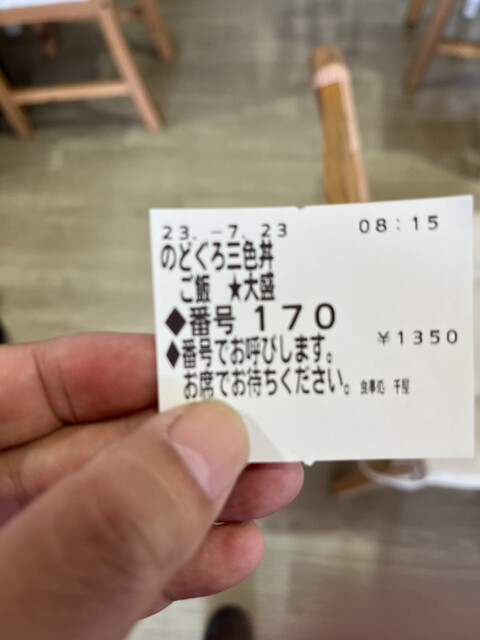 23.-7.23 08:15
のどくろ三色丼
ご飯 ★大盛
◆番号 170
¥1350
◆番号でお呼びします。
お席でお待ちください。 食事処 千屋